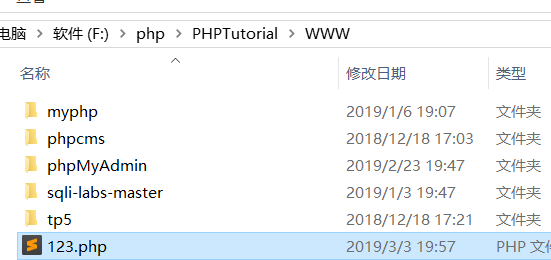 电脑 › 软件 (F:) › php › PHPTutorial › WWW
名称 修改日期 类型
myphp 2019/1/6 19:07 文件夹
phpcms 2018/12/18 17:03 文件夹
phpMyAdmin 2019/2/23 19:47 文件夹
sqli-labs-master 2019/1/3 19:47 文件夹
tp5 2018/12/18 17:21 文件夹
123.php 2019/3/3 19:57 PHP 文件